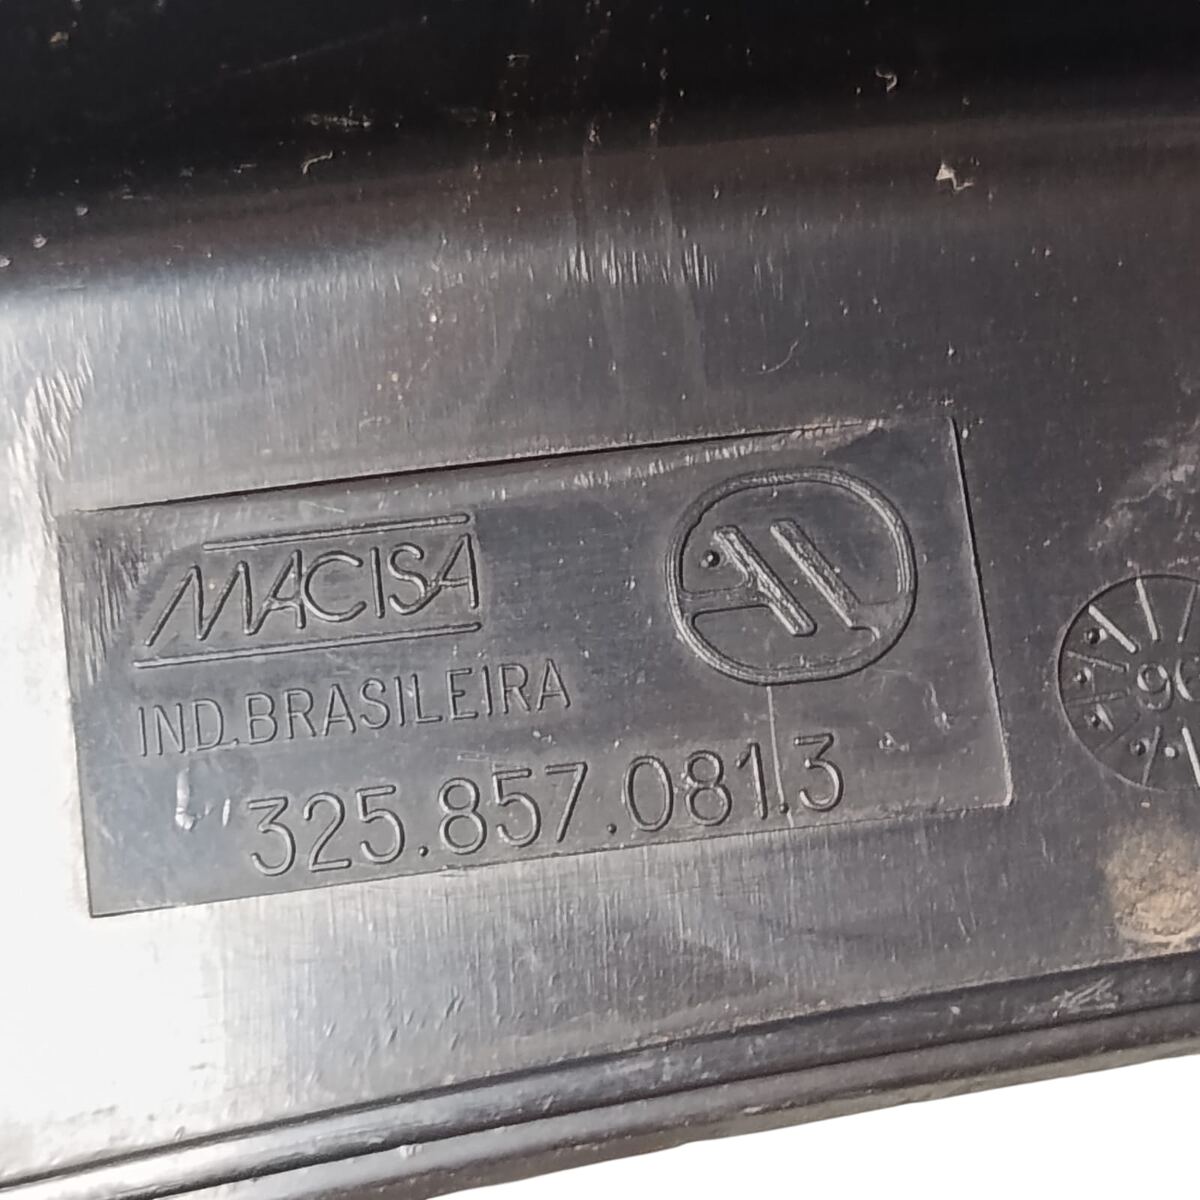 MACISA
IND.BRASILEIRA
325.857.081.3